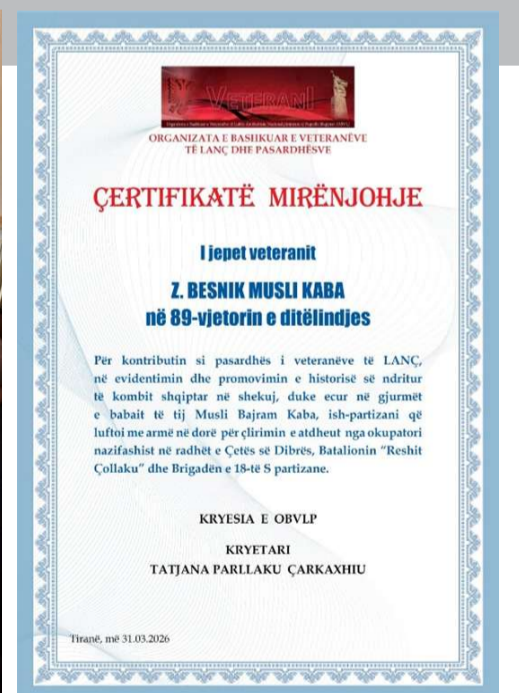 VETERANI
ORGANIZATA E BASHKUAR E VETERANËVE
TË LANÇ DHE PASARDHËSVE
ÇERTIFIKATË MIRËNJOHJE
I jepet veteranit
Z. BESNIK MUSLI KABA
në 89-vjetorin e ditëlindjes
Për kontributin si pasardhës i veteranëve të LANÇ,
në evidentimin dhe promovimin e historisë së ndritur
të kombit shqiptar në shekuj, duke ecur në gjurmët
e babait të tij Musli Bajram Kaba, ish-partizani që
luftoi me armë në dorë për çlirimin e atdheut nga okupatori
nazifashist në radhët e Çetës së Dibrës, Batalionin "Reshit
Çollaku" dhe Brigadën e 18-të S partizane.
KRYESIA E OBVLP
KRYETARI
TATJANA PARLLAKU ÇARKAXHIU
Tiranë, më 31.03.2026